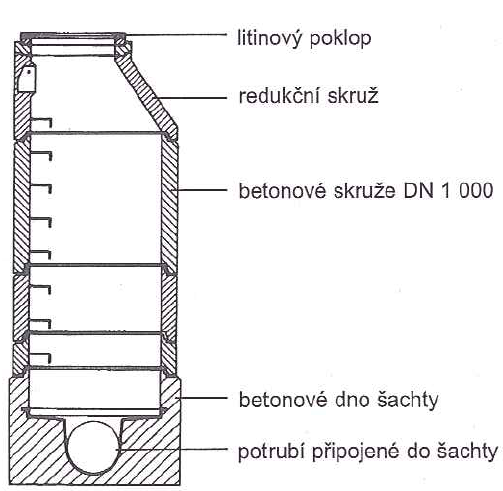 litinový poklop
redukční skruž
betonové skruže DN 1 000
betonové dno šachty
potrubí připojené do šachty